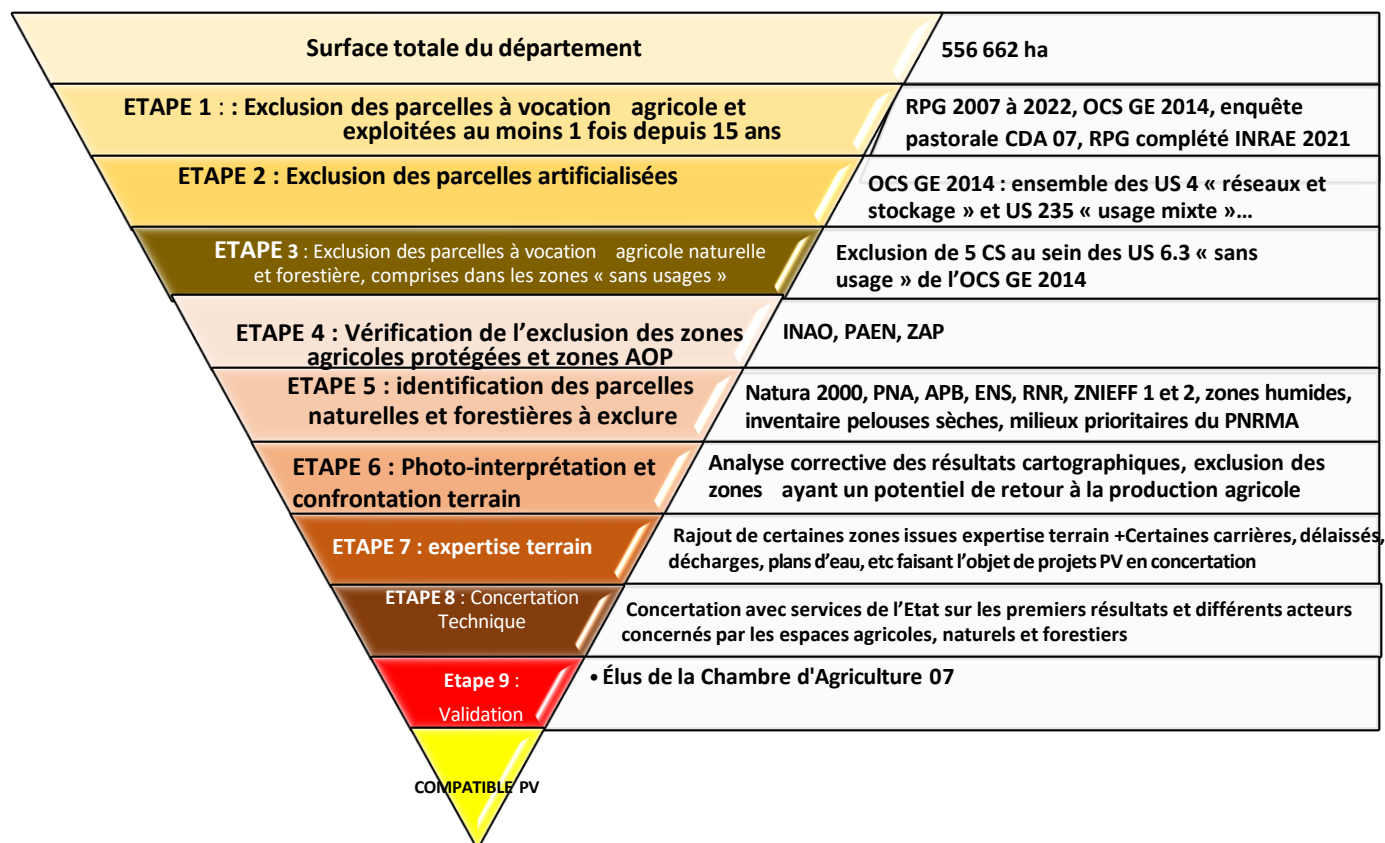 Surface totale du département
556 662 ha
ETAPE 1 : : Exclusion des parcelles à vocation agricole et
exploitées au moins 1 fois depuis 15 ans
RPG 2007 à 2022, OCS GE 2014, enquête
pastorale CDA 07, RPG complété INRAE 2021
ETAPE 2 : Exclusion des parcelles artificialisées
OCS GE 2014 : ensemble des US 4 « réseaux et
stockage » et US 235 « usage mixte »…
ETAPE 3 : Exclusion des parcelles à vocation agricole naturelle
et forestière, comprises dans les zones « sans usages »
Exclusion de 5 CS au sein des US 6.3 « sans
usage » de l’OCS GE 2014
ETAPE 4 : Vérification de l’exclusion des zones
agricoles protégées et zones AOP
INAO, PAEN, ZAP
ETAPE 5 : identification des parcelles
naturelles et forestières à exclure
Natura 2000, PNA, APB, ENS, RNR, ZNIEFF 1 et 2, zones humides,
inventaire pelouses sèches, milieux prioritaires du PNRMA
ETAPE 6 : Photo-interprétation et
confrontation terrain
Analyse corrective des résultats cartographiques, exclusion des
zones ayant un potentiel de retour à la production agricole
ETAPE 7 : expertise terrain
Rajout de certaines zones issues expertise terrain +Certaines carrières, délaissés,
décharges, plans d’eau, etc faisant l’objet de projets PV en concertation
ETAPE 8 : Concertation
Technique
Concertation avec services de l’Etat sur les premiers résultats et différents acteurs
concernés par les espaces agricoles, naturels et forestiers
Etape 9 :
Validation
• Élus de la Chambre d'Agriculture 07
COMPATIBLE PV